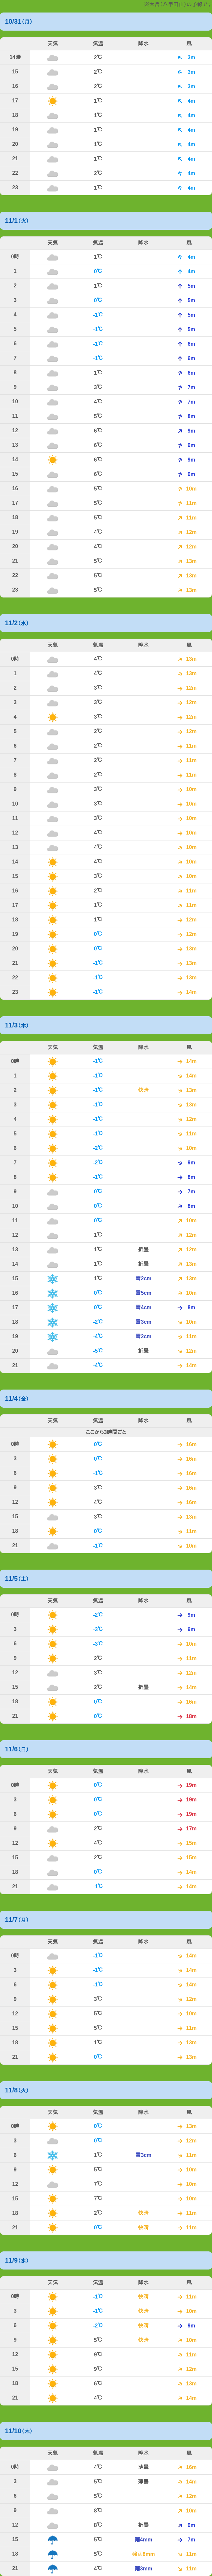 10/31(月)
天気 気温 降水 風
14時 2℃ 3m
15 2℃ 3m
16 2℃ 3m
17 1℃ 4m
18 1℃ 4m
19 1℃ 4m
20 1℃ 4m
21 1℃ 4m
22 2℃ 4m
23 1℃ 4m
11/1(火)
天気 気温 降水 風
0時 1℃ 4m
1 0℃ 4m
2 1℃ 5m
3 0℃ 5m
4 -1℃ 5m
5 -1℃ 5m
6 -1℃ 6m
7 -1℃ 6m
8 1℃ 6m
9 3℃ 7m
10 4℃ 7m
11 5℃ 8m
12 6℃ 9m
13 6℃ 9m
14 6℃ 9m
15 6℃ 9m
16 5℃ 10m
17 5℃ 11m
18 5℃ 11m
19 4℃ 12m
20 4℃ 12m
21 5℃ 13m
22 5℃ 13m
23 5℃ 13m
11/2(水)
天気 気温 降水 風
0時 4℃ 13m
1 4℃ 13m
2 3℃ 12m
3 3℃ 12m
4 3℃ 12m
5 2℃ 12m
6 2℃ 11m
7 2℃ 11m
8 2℃ 11m
9 3℃ 10m
10 3℃ 10m
11 3℃ 10m
12 4℃ 10m
13 4℃ 10m
14 4℃ 10m
15 3℃ 10m
16 2℃ 11m
17 1℃ 11m
18 1℃ 12m
19 0℃ 12m
20 0℃ 13m
21 -1℃ 13m
22 -1℃ 13m
23 -1℃ 14m
11/3(木)
天気 気温 降水 風
0時 -1℃ 14m
1 -1℃ 14m
2 -1℃ 快晴 13m
3 -1℃ 13m
4 -1℃ 12m
5 -1℃ 11m
6 -2℃ 10m
7 -2℃ 9m
8 -1℃ 8m
9 0℃ 7m
10 0℃ 8m
11 0℃ 10m
12 1℃ 12m
13 1℃ 折曇 12m
14 1℃ 折曇 13m
15 1℃ 雪2cm 13m
16 0℃ 雪5cm 10m
17 0℃ 雪4cm 8m
18 -2℃ 雪3cm 10m
19 -4℃ 雪2cm 11m
20 -5℃ 折曇 12m
21 -4℃ 14m
11/4(金)
天気 気温 降水 風
ここから3時間ごと
0時 0℃ 16m
3 0℃ 16m
6 -1℃ 16m
9 3℃ 16m
12 4℃ 16m
15 3℃ 13m
18 0℃ 11m
21 -1℃ 10m
11/5(土)
天気 気温 降水 風
0時 -2℃ 9m
3 -3℃ 9m
6 -3℃ 10m
9 2℃ 11m
12 3℃ 12m
15 2℃ 折曇 14m
18 0℃ 16m
21 0℃ 18m
11/6(日)
天気 気温 降水 風
0時 0℃ 19m
3 0℃ 19m
6 0℃ 19m
9 2℃ 17m
12 4℃ 15m
15 2℃ 15m
18 0℃ 14m
21 -1℃ 14m
11/7(月)
天気 気温 降水 風
0時 -1℃ 14m
3 -1℃ 14m
6 -1℃ 14m
9 3℃ 12m
12 5℃ 10m
15 5℃ 11m
18 1℃ 13m
21 0℃ 13m
11/8(火)
天気 気温 降水 風
0時 0℃ 13m
3 0℃ 12m
6 1℃ 雪3cm 11m
9 5℃ 10m
12 7℃ 10m
15 7℃ 10m
18 2℃ 快晴 11m
21 0℃ 快晴 11m
11/9(水)
天気 気温 降水 風
0時 -1℃ 快晴 11m
3 -1℃ 快晴 10m
6 -2℃ 快晴 9m
9 5℃ 快晴 10m
12 9℃ 11m
15 9℃ 12m
18 6℃ 13m
21 4℃ 14m
11/10(木)
天気 気温 降水 風
0時 4℃ 薄曇 16m
3 5℃ 薄曇 14m
6 5℃ 12m
9 8℃ 10m
12 8℃ 折曇 9m
15 5℃ 雨4mm 7m
18 5℃ 11m
21 4℃ 雨3mm 11m